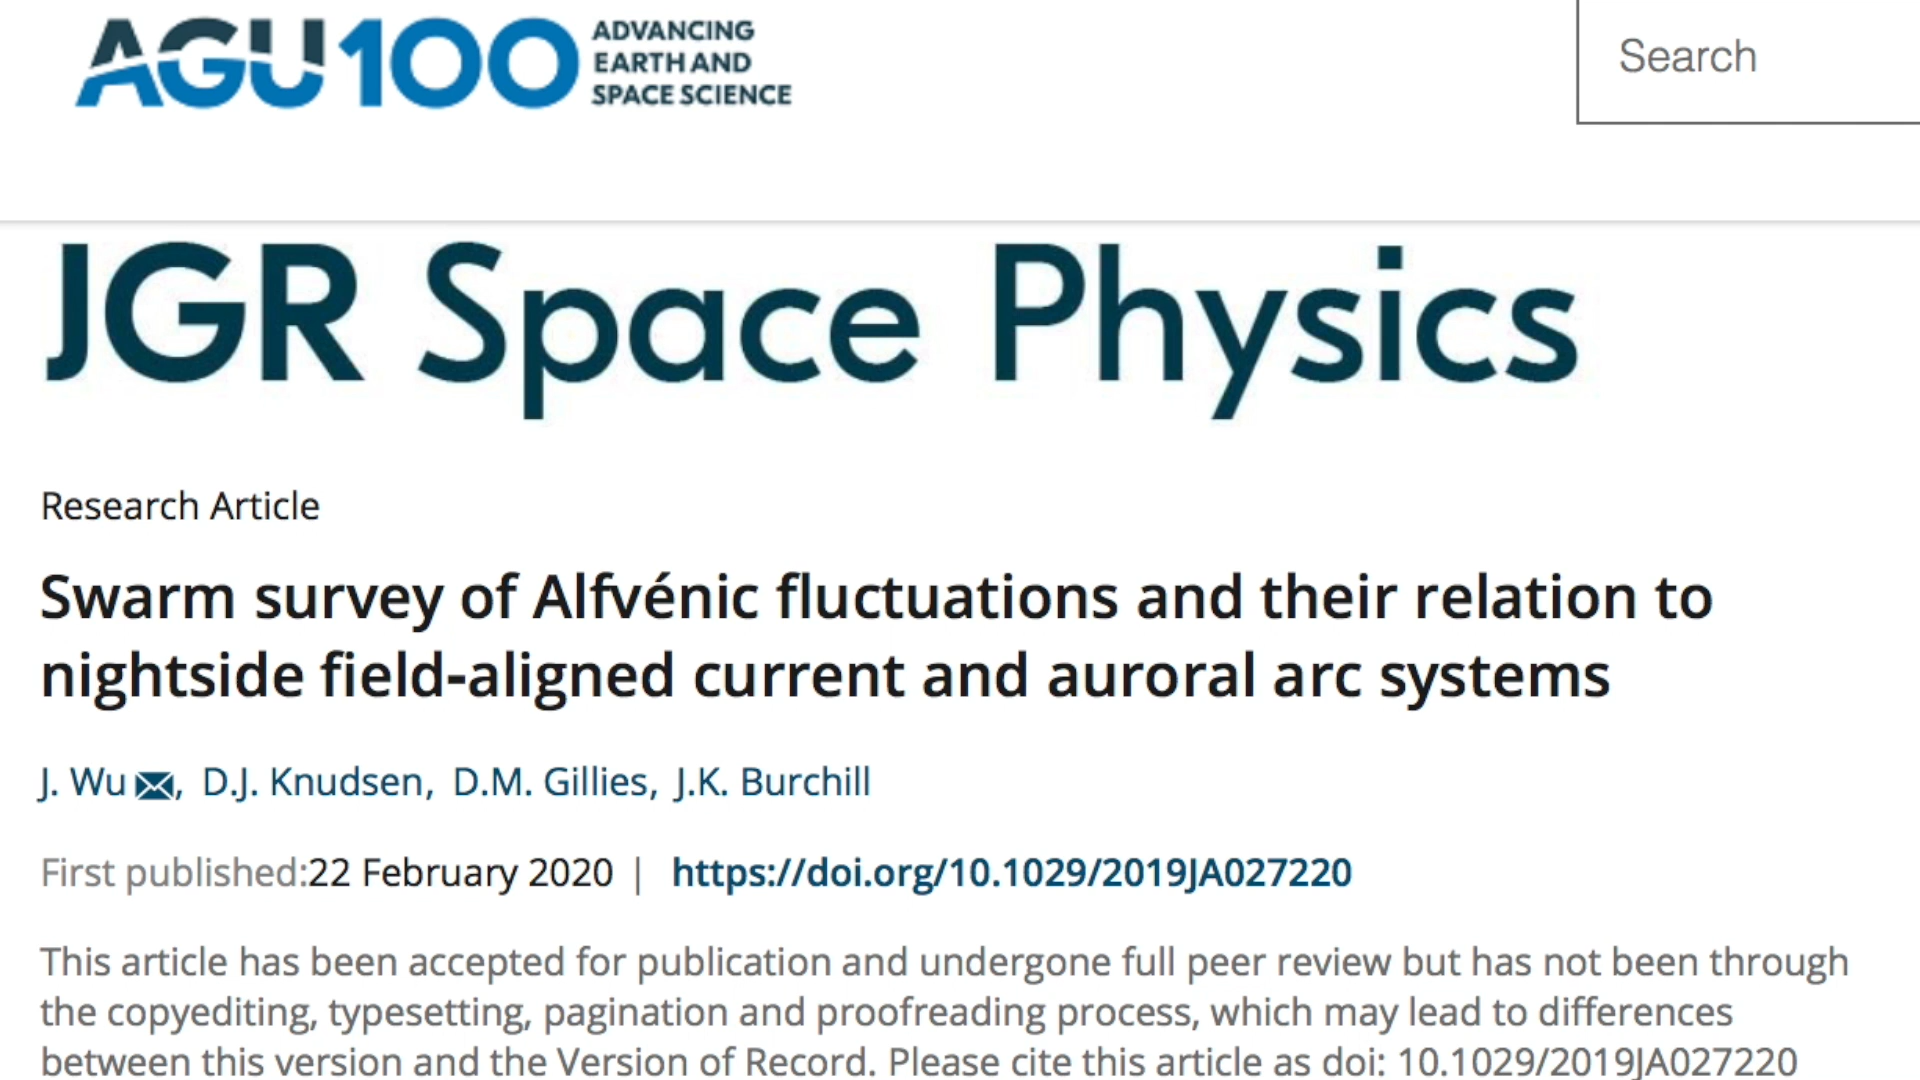 AGU100 ADVANCING
EARTH AND
SPACE SCIENCE
Search
JGR Space Physics
Research Article
Swarm survey of Alfvénic fluctuations and their relation to
nightside field-aligned current and auroral arc systems
J. Wu, D.J. Knudsen, D.M. Gillies, J.K. Burchill
First published:22 February 2020 | https://doi.org/10.1029/2019JA027220
This article has been accepted for publication and undergone full peer review but has not been through
the copyediting, typesetting, pagination and proofreading process, which may lead to differences
between this version and the Version of Record. Please cite this article as doi: 10.1029/2019JA027220